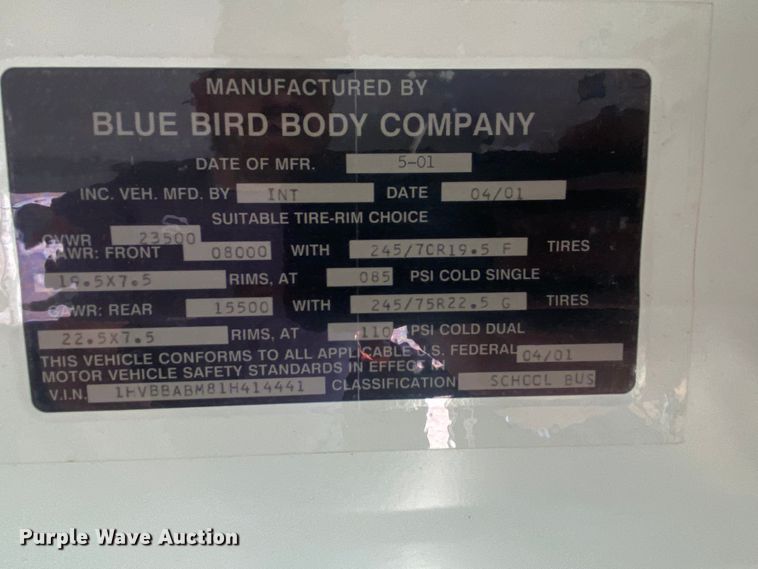 MANUFACTURED BY
BLUE BIRD BODY COMPANY
DATE OF MFR. 5-01
INC. VEH. MFD. BY INT DATE 04/01
SUITABLE TIRE-RIM CHOICE
GVWR 23500
GAWR: FRONT 08000 WITH 245/70R19.5 F TIRES
19.5X7.5 RIMS, AT 085 PSI COLD SINGLE
GAWR: REAR 15500 WITH 245/75R22.5 G TIRES
22.5X7.5 RIMS, AT 110 PSI COLD DUAL
THIS VEHICLE CONFORMS TO ALL APPLICABLE U.S. FEDERAL 04/01
MOTOR VEHICLE SAFETY STANDARDS IN EFFECT IN
V.I.N. 1HVBBABM81H414441 CLASSIFICATION SCHOOL BUS
Purple Wave Auction